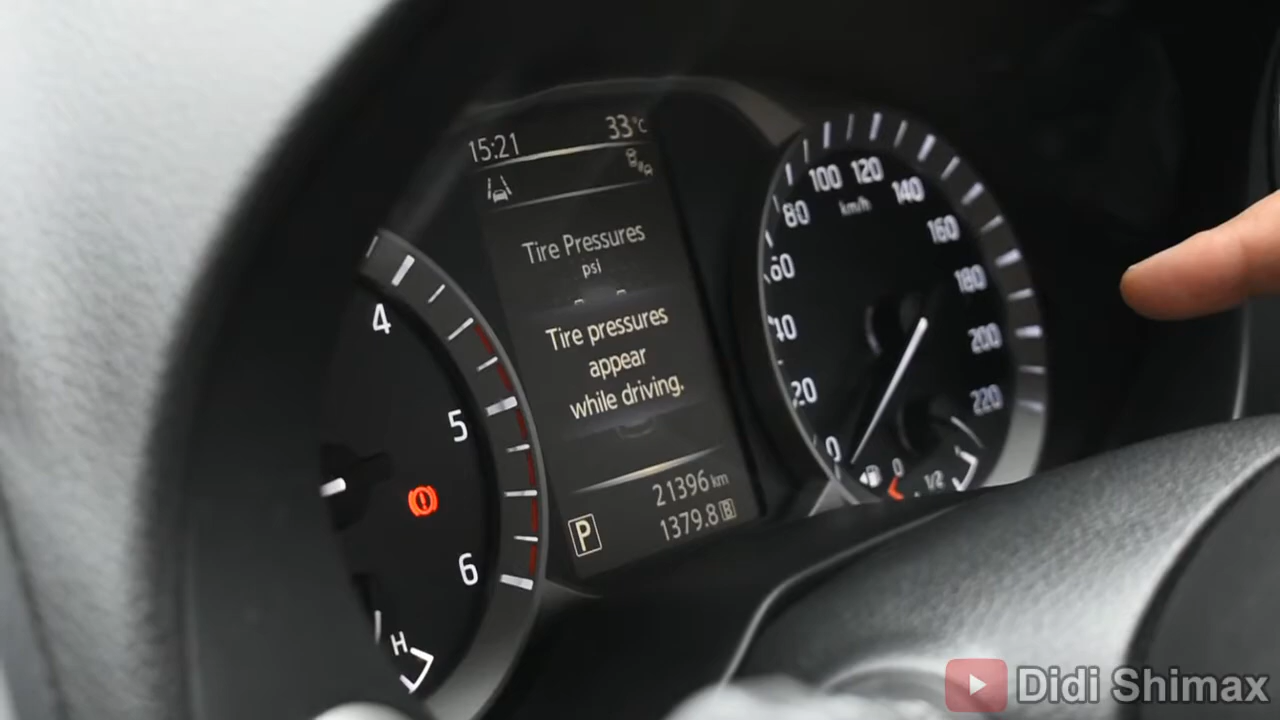 15:21 33°C
Tire Pressures
psi
Tire pressures
appear
while driving.
21396 km
1379.8 B
P
4
5
6
H
0
20
40
60
80
100
120
140
160
180
200
220
km/h
0
1/2
Didi Shimax